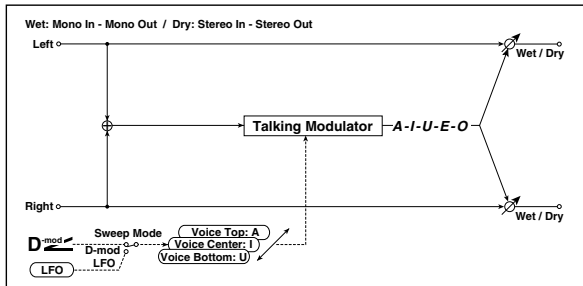 Wet: Mono In - Mono Out / Dry: Stereo In - Stereo Out
Left
Wet / Dry
Talking Modulator
A-I-U-E-O
Right
Wet / Dry
Sweep Mode
D-mod
D-mod
LFO
LFO
Voice Top: A
Voice Center: I
Voice Bottom: U